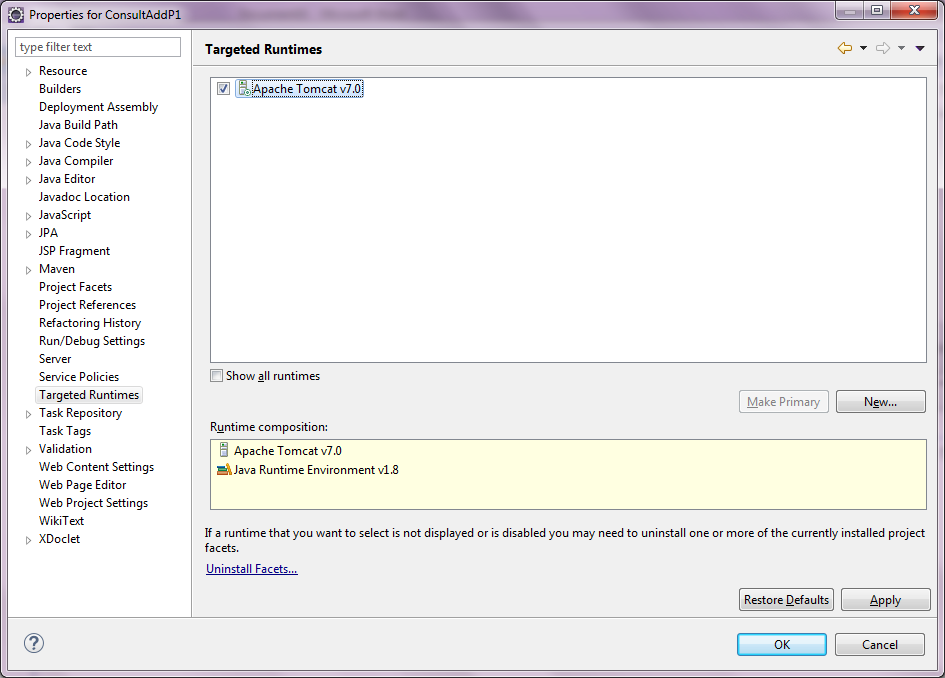 Properties for ConsultAddP1
type filter text
Resource
Builders
Deployment Assembly
Java Build Path
Java Code Style
Java Compiler
Java Editor
Javadoc Location
JavaScript
JPA
JSP Fragment
Maven
Project Facets
Project References
Refactoring History
Run/Debug Settings
Server
Service Policies
Targeted Runtimes
Task Repository
Task Tags
Validation
Web Content Settings
Web Page Editor
Web Project Settings
WikiText
XDoclet
Targeted Runtimes
Apache Tomcat v7.0
Show all runtimes
Make Primary
New...
Runtime composition:
Apache Tomcat v7.0
Java Runtime Environment v1.8
If a runtime that you want to select is not displayed or is disabled you may need to uninstall one or more of the currently installed project
facets.
Uninstall Facets...
Restore Defaults
Apply
?
OK
Cancel